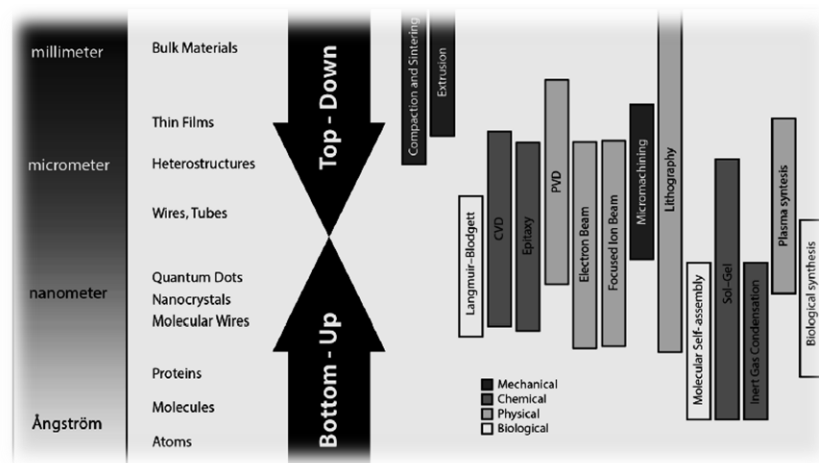 millimeter
micrometer
nanometer
Ångström
Bulk Materials
Thin Films
Heterostructures
Wires, Tubes
Quantum Dots
Nanocrystals
Molecular Wires
Proteins
Molecules
Atoms
Top - Down
Bottom - Up
Compaction and Sintering
Extrusion
Langmuir–Blodgett
CVD
Epitaxy
PVD
Electron Beam
Focused Ion Beam
Micromachining
Lithography
Molecular Self-assembly
Sol-Gel
Inert Gas Condensation
Plasma syntesis
Biological synthesis
Mechanical
Chemical
Physical
Biological